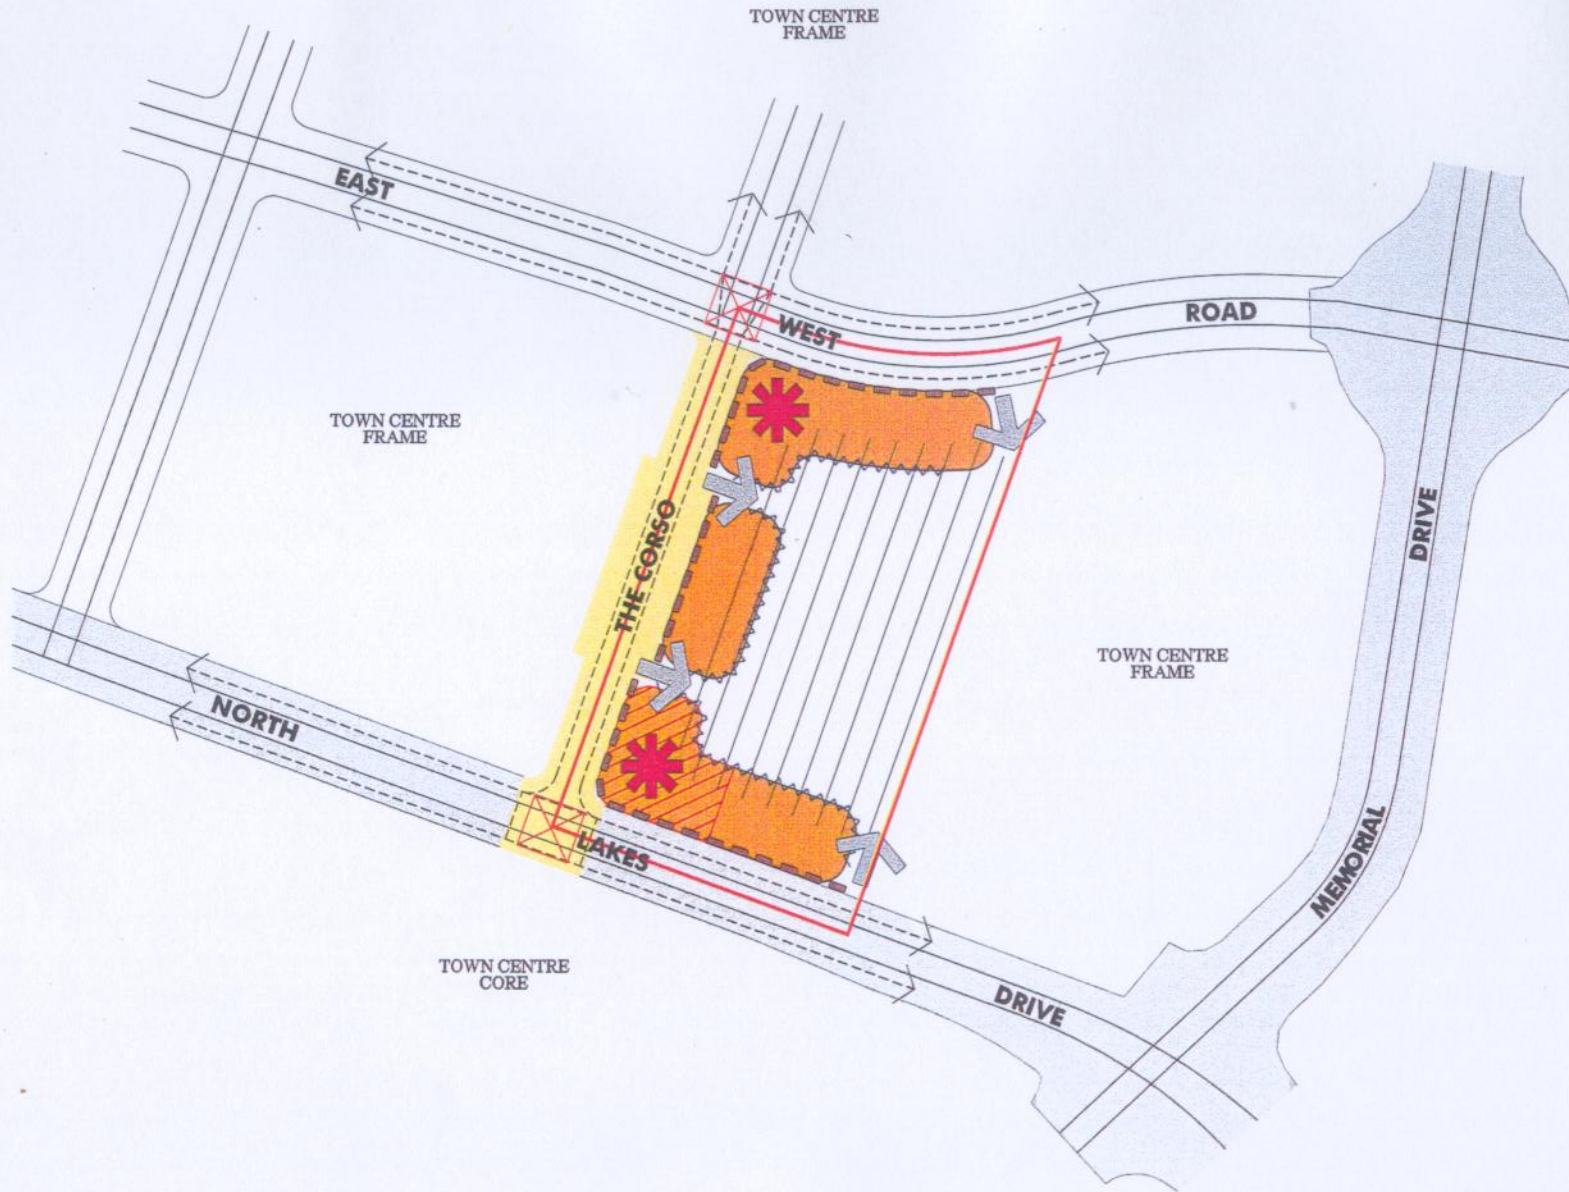 TOWN CENTRE
FRAME
EAST
WEST
ROAD
TOWN CENTRE
FRAME
THE CORSO
DRIVE
TOWN CENTRE
FRAME
NORTH
LAKES
MEMORIAL
TOWN CENTRE
CORE
DRIVE